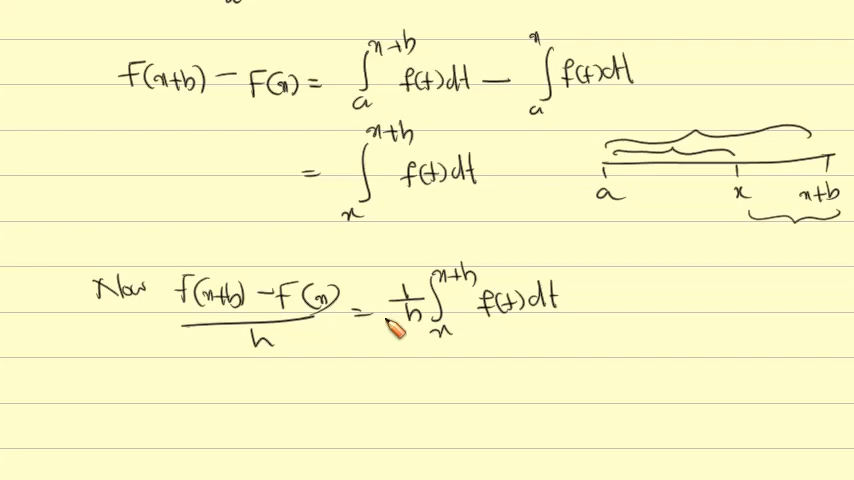 F(x+h) − F(x) = ∫_a^{x+h} f(t)dt − ∫_a^x f(t)dt
= ∫_x^{x+h} f(t)dt
a x x+h
Now F(x+h) − F(x) / h = 1/h ∫_x^{x+h} f(t)dt